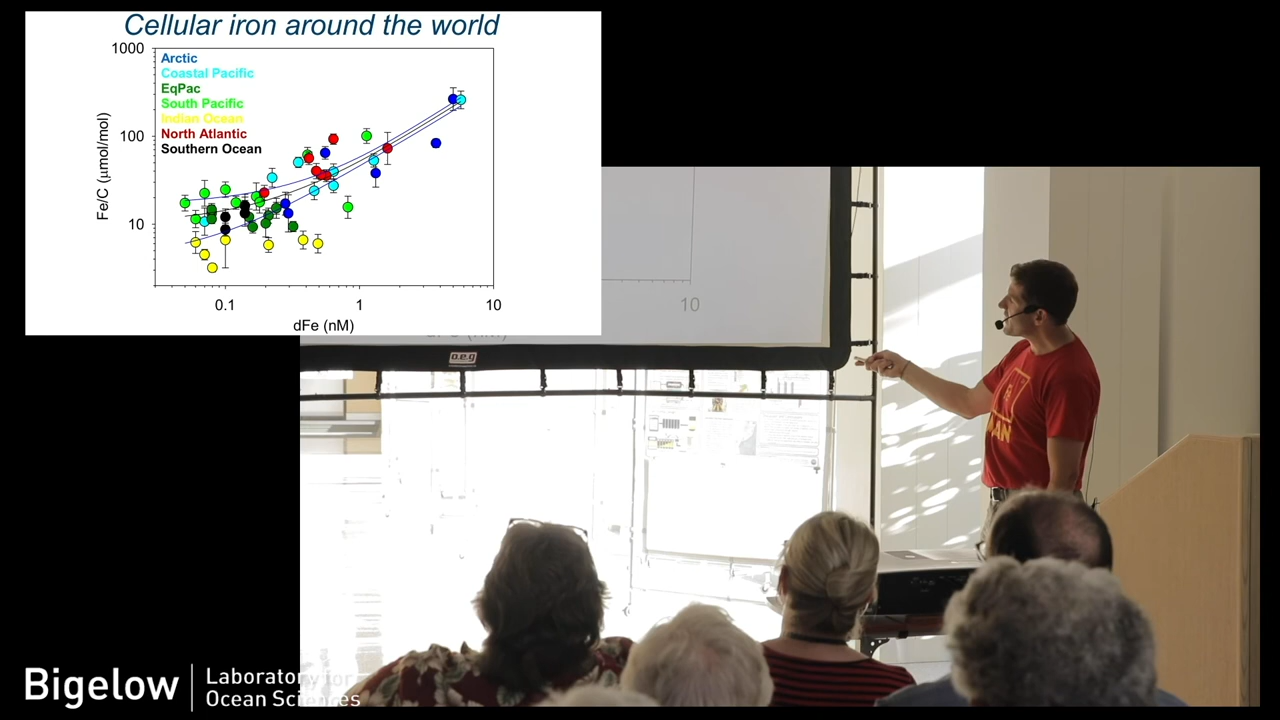 Cellular iron around the world
1000
100
10
Fe/C (μmol/mol)
Arctic
Coastal Pacific
EqPac
South Pacific
Indian Ocean
North Atlantic
Southern Ocean
0.1
1
10
dFe (nM)
10
o.e.g
Bigelow
Laboratory for
Ocean Sciences